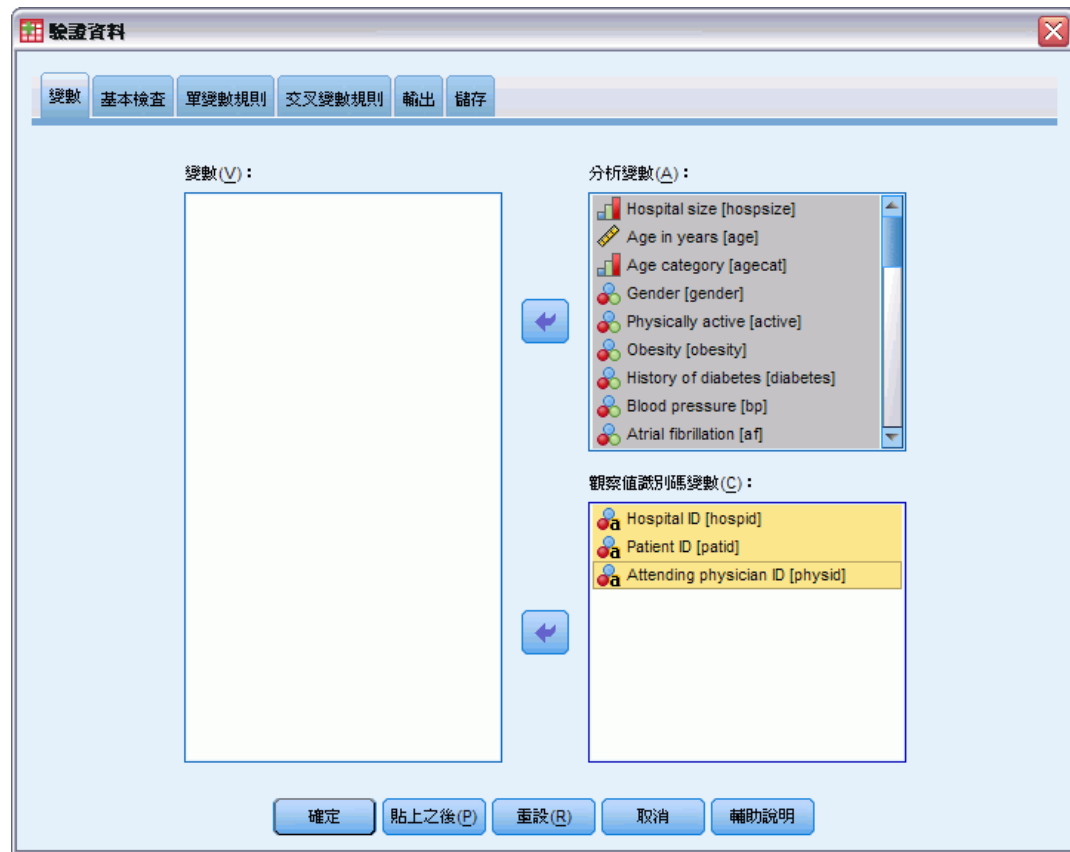 驗證資料
變數 基本檢查 單變數規則 交叉變數規則 輸出 儲存
變數(V)：
分析變數(A)：
Hospital size [hospsize]
Age in years [age]
Age category [agecat]
Gender [gender]
Physically active [active]
Obesity [obesity]
History of diabetes [diabetes]
Blood pressure [bp]
Atrial fibrillation [af]
觀察值識別碼變數(C)：
Hospital ID [hospid]
Patient ID [patid]
Attending physician ID [physid]
確定 貼上之後(P) 重設(R) 取消 輔助說明